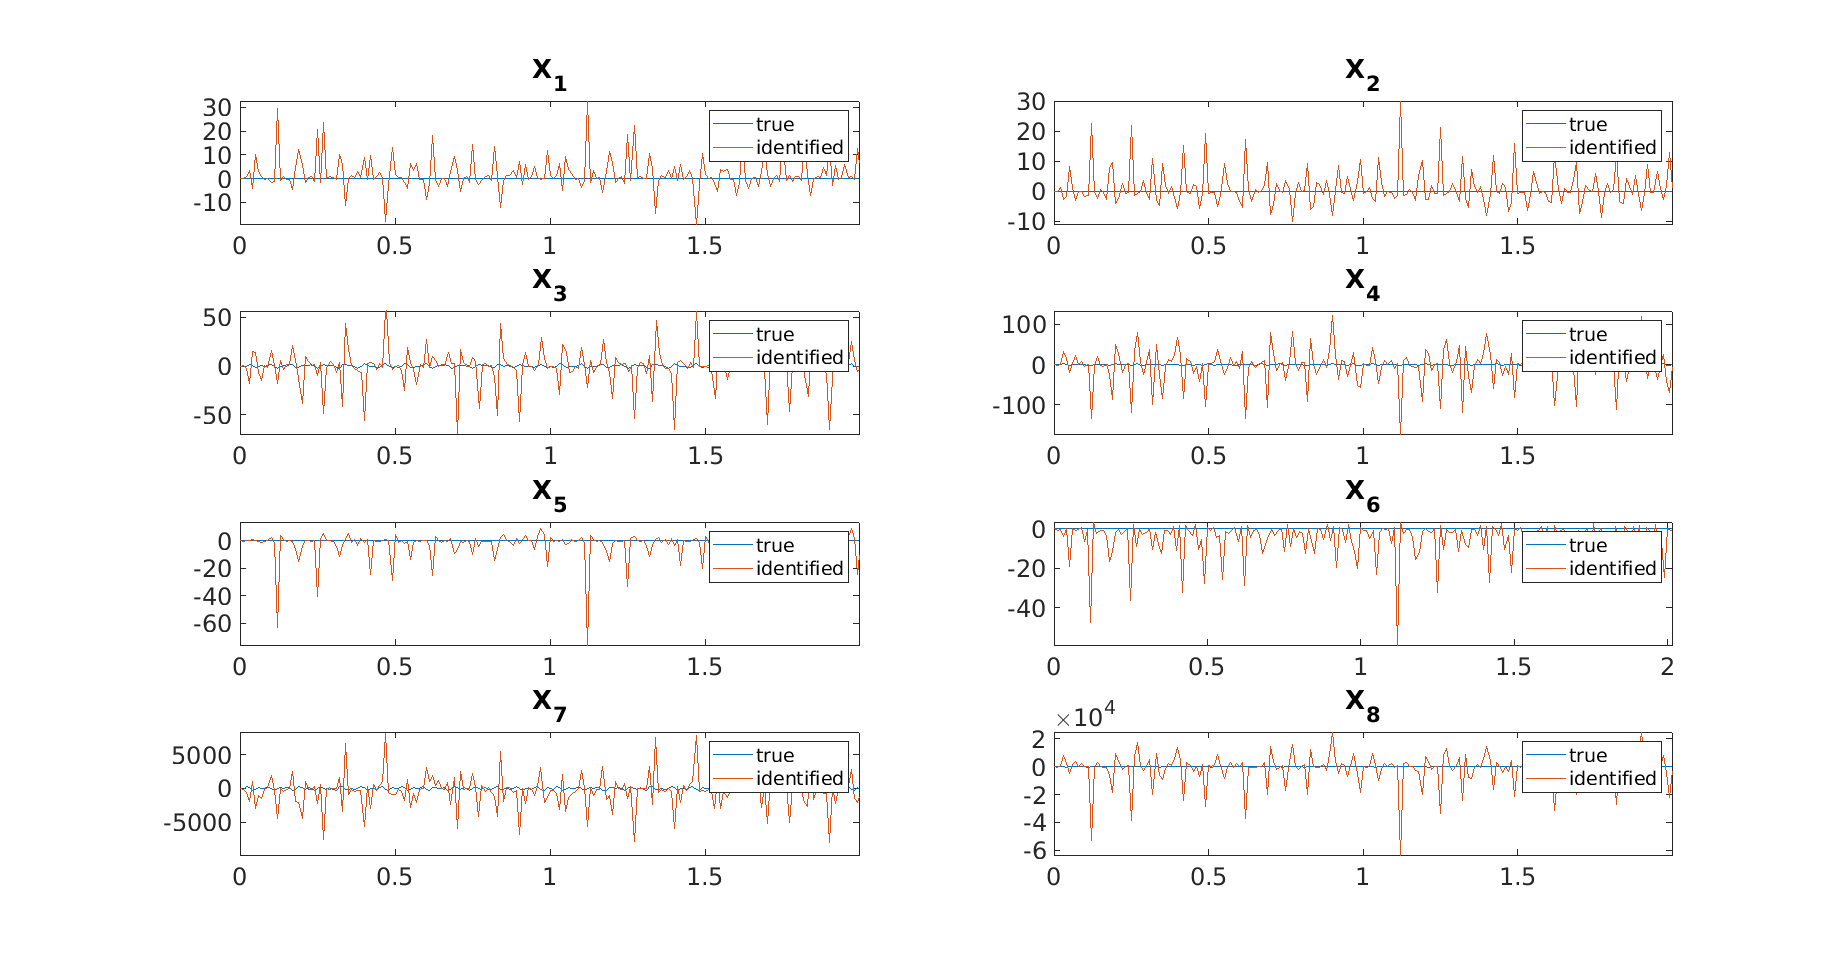 X1
30
20
10
0
-10
true
identified
0 0.5 1 1.5
X2
30
20
10
0
-10
true
identified
0 0.5 1 1.5
X3
50
0
-50
true
identified
0 0.5 1 1.5
X4
100
0
-100
true
identified
0 0.5 1 1.5
X5
0
-20
-40
-60
true
identified
0 0.5 1 1.5
X6
0
-20
-40
true
identified
0 0.5 1 1.5 2
X7
5000
0
-5000
true
identified
0 0.5 1 1.5
X8
×10^4
2
0
-2
-4
-6
true
identified
0 0.5 1 1.5